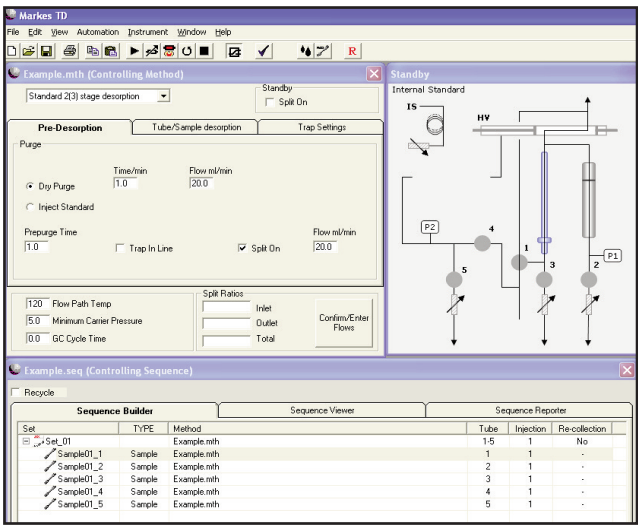 Markes TD
File Edit View Automation Instrument Window Help
R
Example.mth (Controlling Method)
Standard 2(3) stage desorption
Standby
Split On
Pre-Desorption Tube/Sample desorption Trap Settings
Purge
Time/min Flow ml/min
Dry Purge 1.0 20.0
Inject Standard
Prepurge Time Flow ml/min
1.0 Trap In Line Split On 20.0
120 Flow Path Temp
5.0 Minimum Carrier Pressure
0.0 GC Cycle Time
Split Ratios
Inlet
Outlet
Total
Confirm/Enter
Flows
Standby
Internal Standard
IS
HV
P2
4
1
P1
5
3
2
Example.seq (Controlling Sequence)
Recycle
Sequence Builder Sequence Viewer Sequence Reporter
Set TYPE Method Tube Injection Re-collection
Set_01 Example.mth 1-5 1 No
Sample01_1 Sample Example.mth 1 1 -
Sample01_2 Sample Example.mth 2 1 -
Sample01_3 Sample Example.mth 3 1 -
Sample01_4 Sample Example.mth 4 1 -
Sample01_5 Sample Example.mth 5 1 -